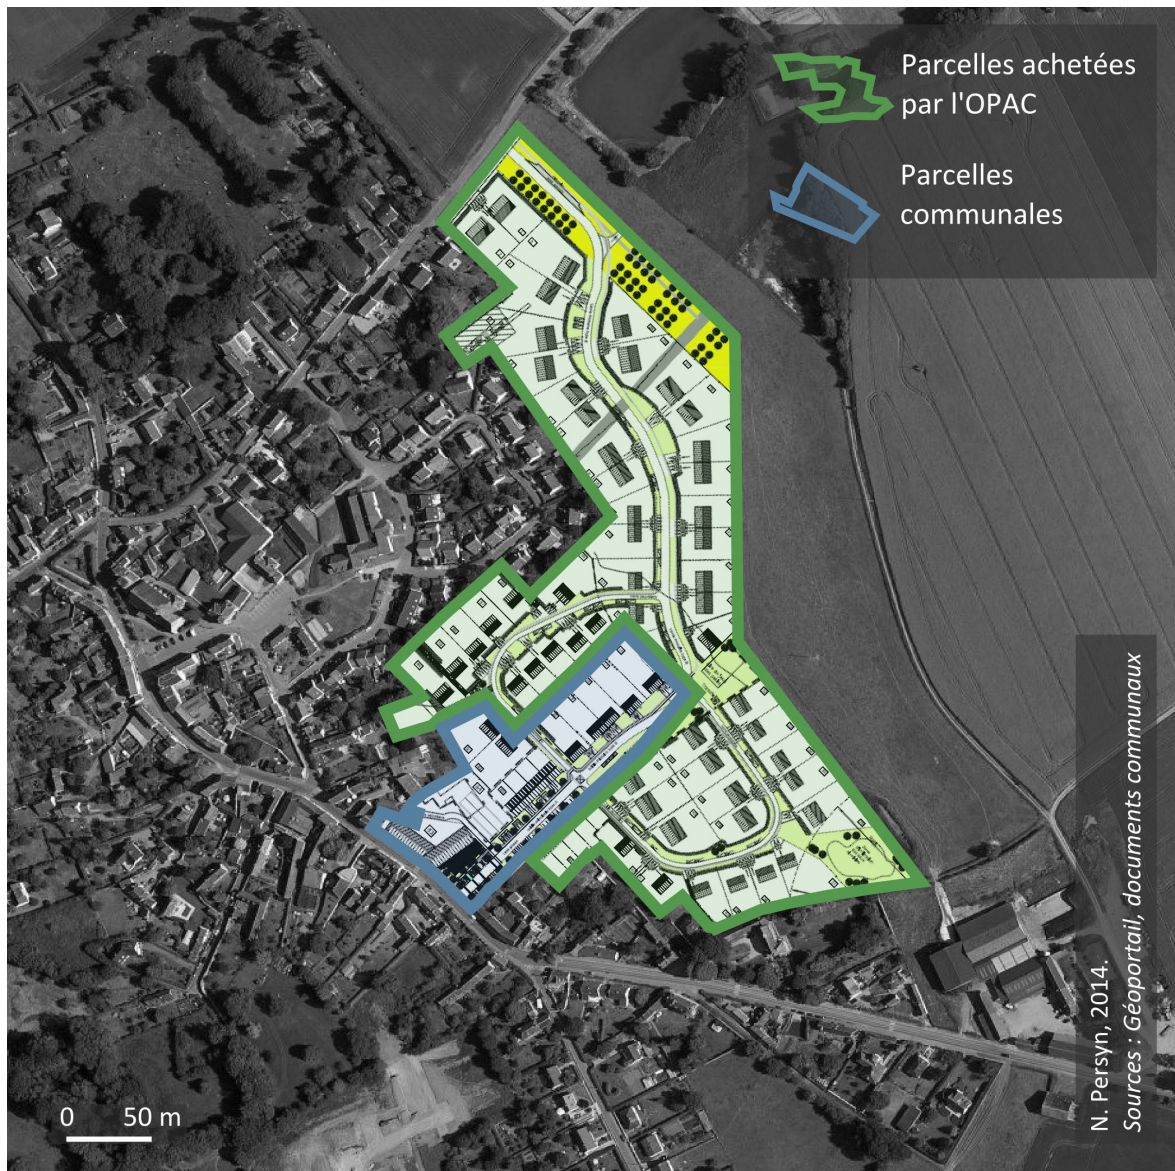 Parcelles achetées
par l'OPAC
Parcelles
communales
0 50 m
N. Persyn, 2014.
Sources : Géoportail, documents communaux